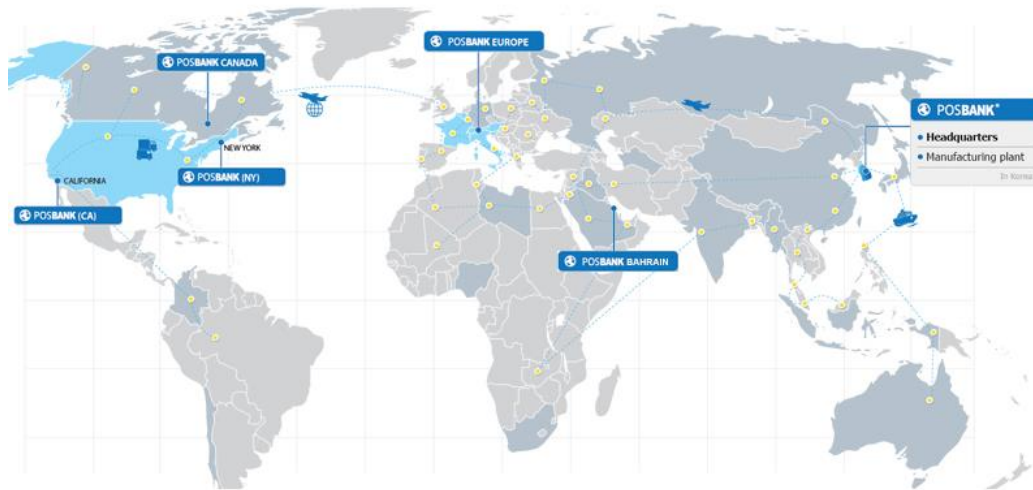 POSBANK EUROPE
POSBANK CANADA
POSBANK*
Headquarters
Manufacturing plant
In Korea
NEW YORK
POSBANK (NY)
CALIFORNIA
POSBANK (CA)
POSBANK BAHRAIN